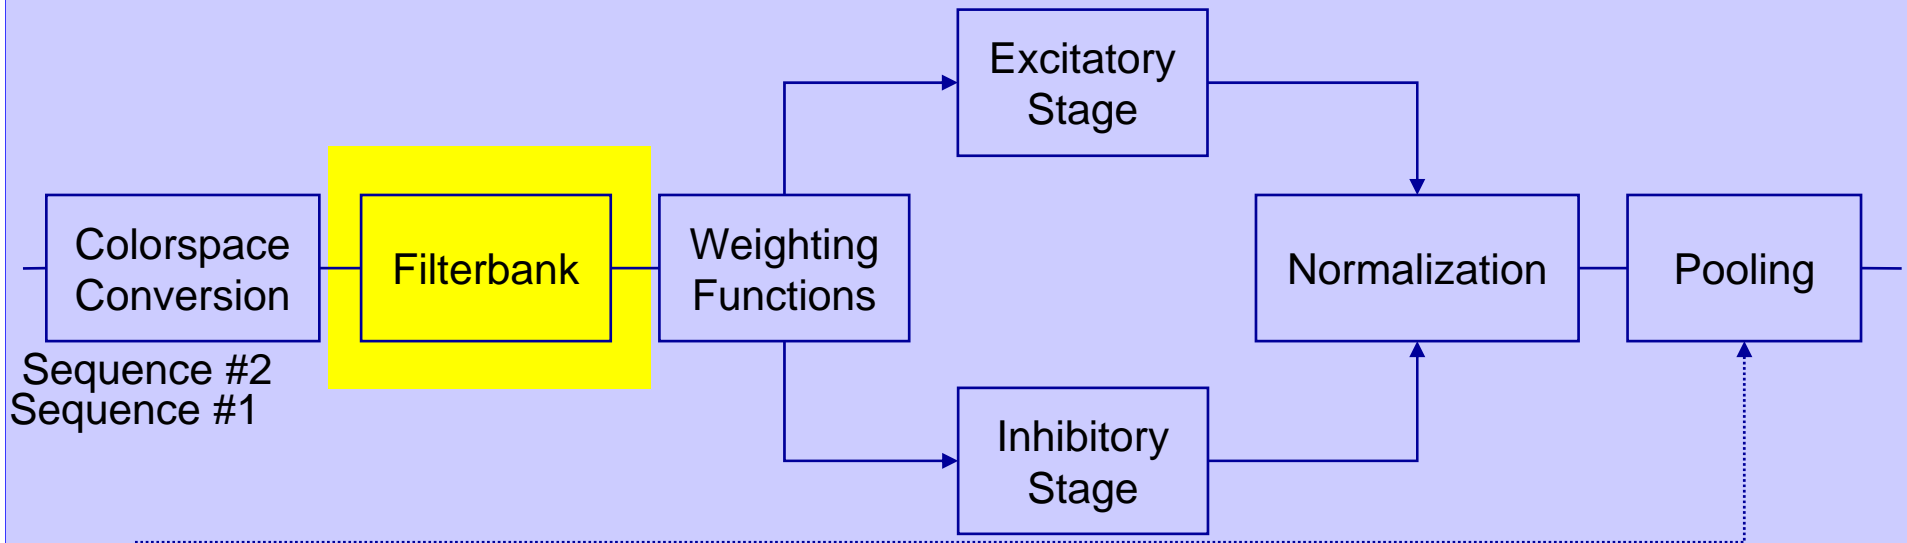 Excitatory
Stage
Colorspace
Conversion
Filterbank
Weighting
Functions
Normalization
Pooling
Sequence #2
Sequence #1
Inhibitory
Stage